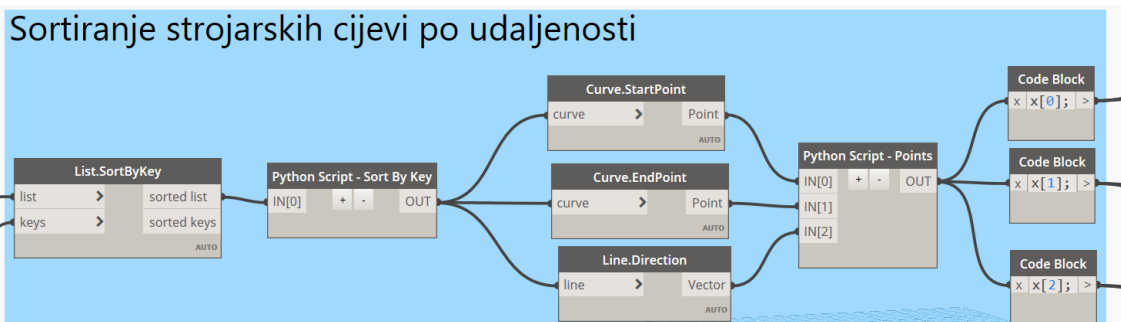 Sortiranje strojarskih cijevi po udaljenosti
List.SortByKey
list > sorted list
keys > sorted keys
AUTO
Python Script - Sort By Key
IN[0] + - OUT
Curve.StartPoint
curve > Point
AUTO
Curve.EndPoint
curve > Point
AUTO
Line.Direction
line > Vector
AUTO
Python Script - Points
IN[0] + - OUT
IN[1]
IN[2]
Code Block
x x[0]; >
Code Block
x x[1]; >
Code Block
x x[2]; >